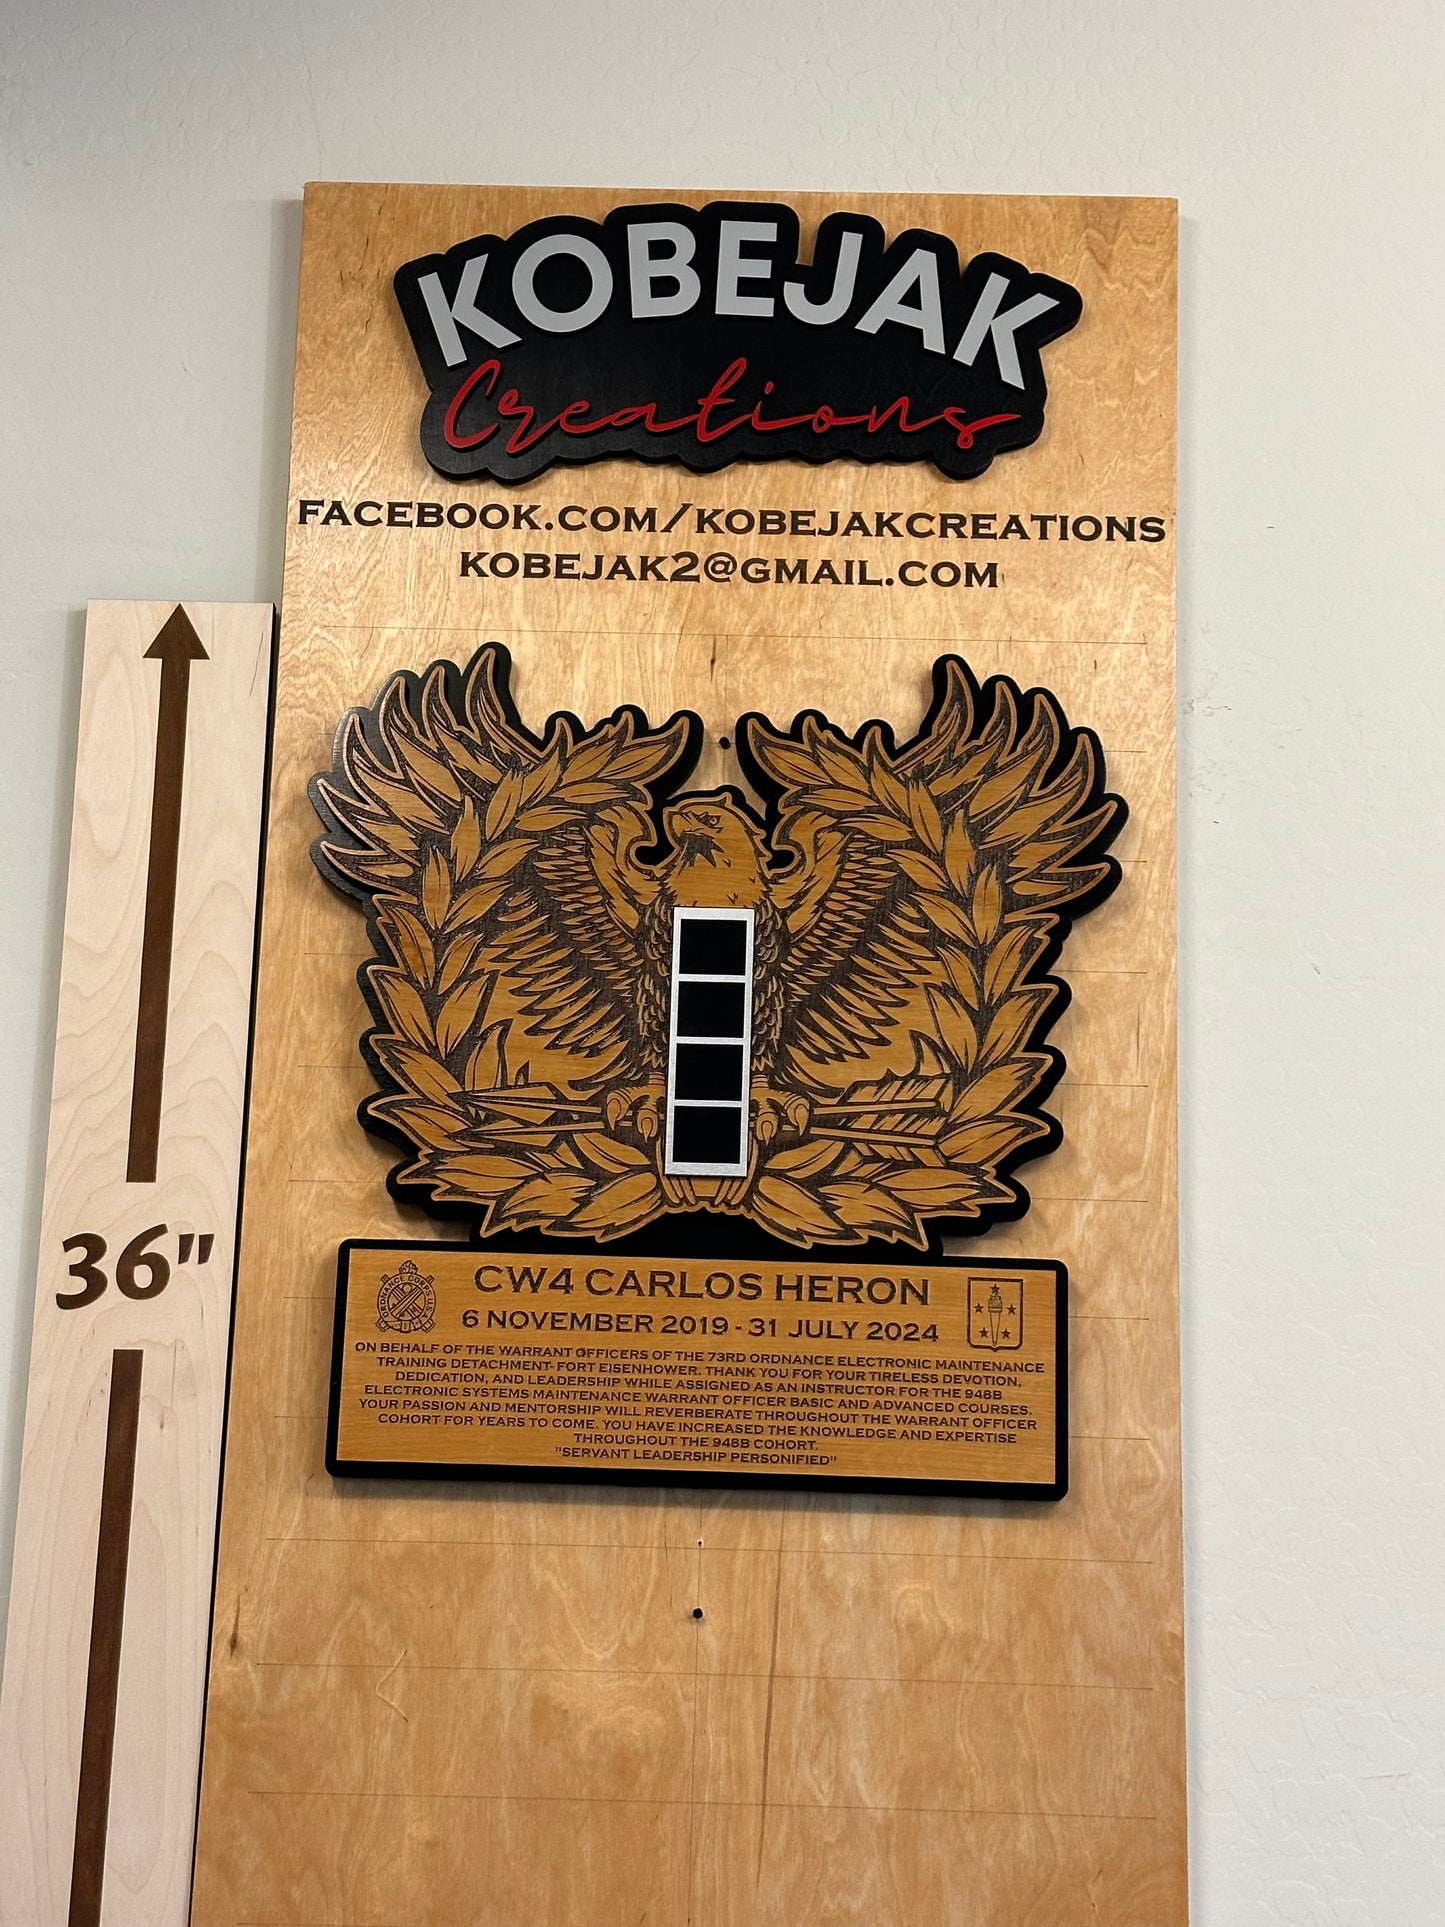 KOBEJAK
Creations
FACEBOOK.COM/KOBEJAKCREATIONS
KOBEJAK2@GMAIL.COM
36"
CW4 CARLOS HERON
6 NOVEMBER 2019 - 31 JULY 2024
ORDNANCE CORPS U.S.A.
ON BEHALF OF THE WARRANT OFFICERS OF THE 73RD ORDNANCE ELECTRONIC MAINTENANCE
TRAINING DETACHMENT- FORT EISENHOWER. THANK YOU FOR YOUR TIRELESS DEVOTION,
DEDICATION, AND LEADERSHIP WHILE ASSIGNED AS AN INSTRUCTOR FOR THE 948B
ELECTRONIC SYSTEMS MAINTENANCE WARRANT OFFICER BASIC AND ADVANCED COURSES.
YOUR PASSION AND MENTORSHIP WILL REVERBERATE THROUGHOUT THE WARRANT OFFICER
COHORT FOR YEARS TO COME. YOU HAVE INCREASED THE KNOWLEDGE AND EXPERTISE
THROUGHOUT THE 948B COHORT.
"SERVANT LEADERSHIP PERSONIFIED"